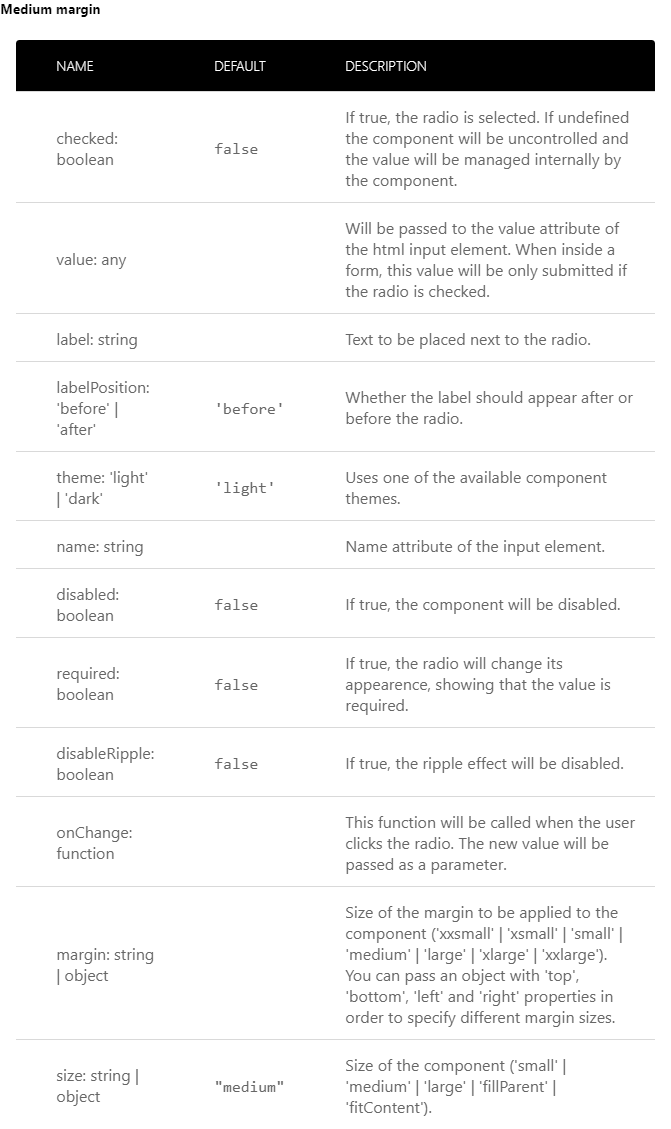 Medium margin
NAME DEFAULT DESCRIPTION
checked: boolean false If true, the radio is selected. If undefined
the component will be uncontrolled and
the value will be managed internally by
the component.
value: any Will be passed to the value attribute of
the html input element. When inside a
form, this value will be only submitted if
the radio is checked.
label: string Text to be placed next to the radio.
labelPosition:
'before' |
'after'
'before'
Whether the label should appear after or
before the radio.
theme: 'light'
| 'dark'
'light'
Uses one of the available component
themes.
name: string Name attribute of the input element.
disabled:
boolean
false
If true, the component will be disabled.
required:
boolean
false
If true, the radio will change its
appearence, showing that the value is
required.
disableRipple:
boolean
false
If true, the ripple effect will be disabled.
onChange:
function
This function will be called when the user
clicks the radio. The new value will be
passed as a parameter.
margin: string
| object
Size of the margin to be applied to the
component ('xxsmall' | 'xsmall' | 'small' |
'medium' | 'large' | 'xlarge' | 'xxlarge').
You can pass an object with 'top',
'bottom', 'left' and 'right' properties in
order to specify different margin sizes.
size: string |
object
"medium"
Size of the component ('small' |
'medium' | 'large' | 'fillParent' |
'fitContent').